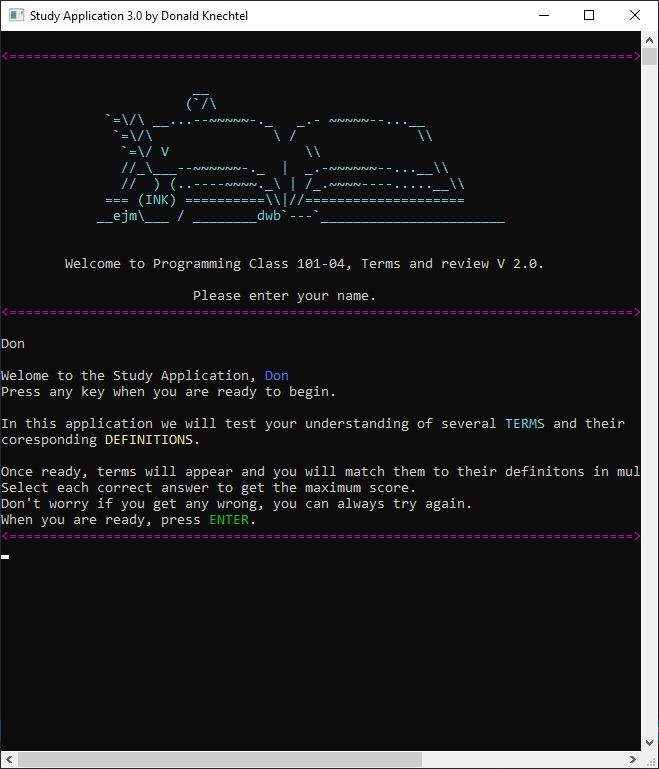 Study Application 3.0 by Donald Knechtel
<==============================================================================>
                        __
                       (`/\
             `=\/\ __...--~~~~~-._   _.- ~~~~~--...__
              `=\/\               \ /               \\
               `=\/ V                 \\
               //_\___--~~~~~~-._  |  _.-~~~~~~--...__\\
               //  ) (..----~~~~._\ | /_.~~~~----.....__\\
             === (INK) ==========\\|//====================
            __ejm\___ / ________dwb`---`_______________________
        Welcome to Programming Class 101-04, Terms and review V 2.0.
                        Please enter your name.
<==============================================================================>
Don
Welome to the Study Application, Don
Press any key when you are ready to begin.
In this application we will test your understanding of several TERMS and their
coresponding DEFINITIONS.
Once ready, terms will appear and you will match them to their definitons in mul
Select each correct answer to get the maximum score.
Don't worry if you get any wrong, you can always try again.
When you are ready, press ENTER.
<==============================================================================>